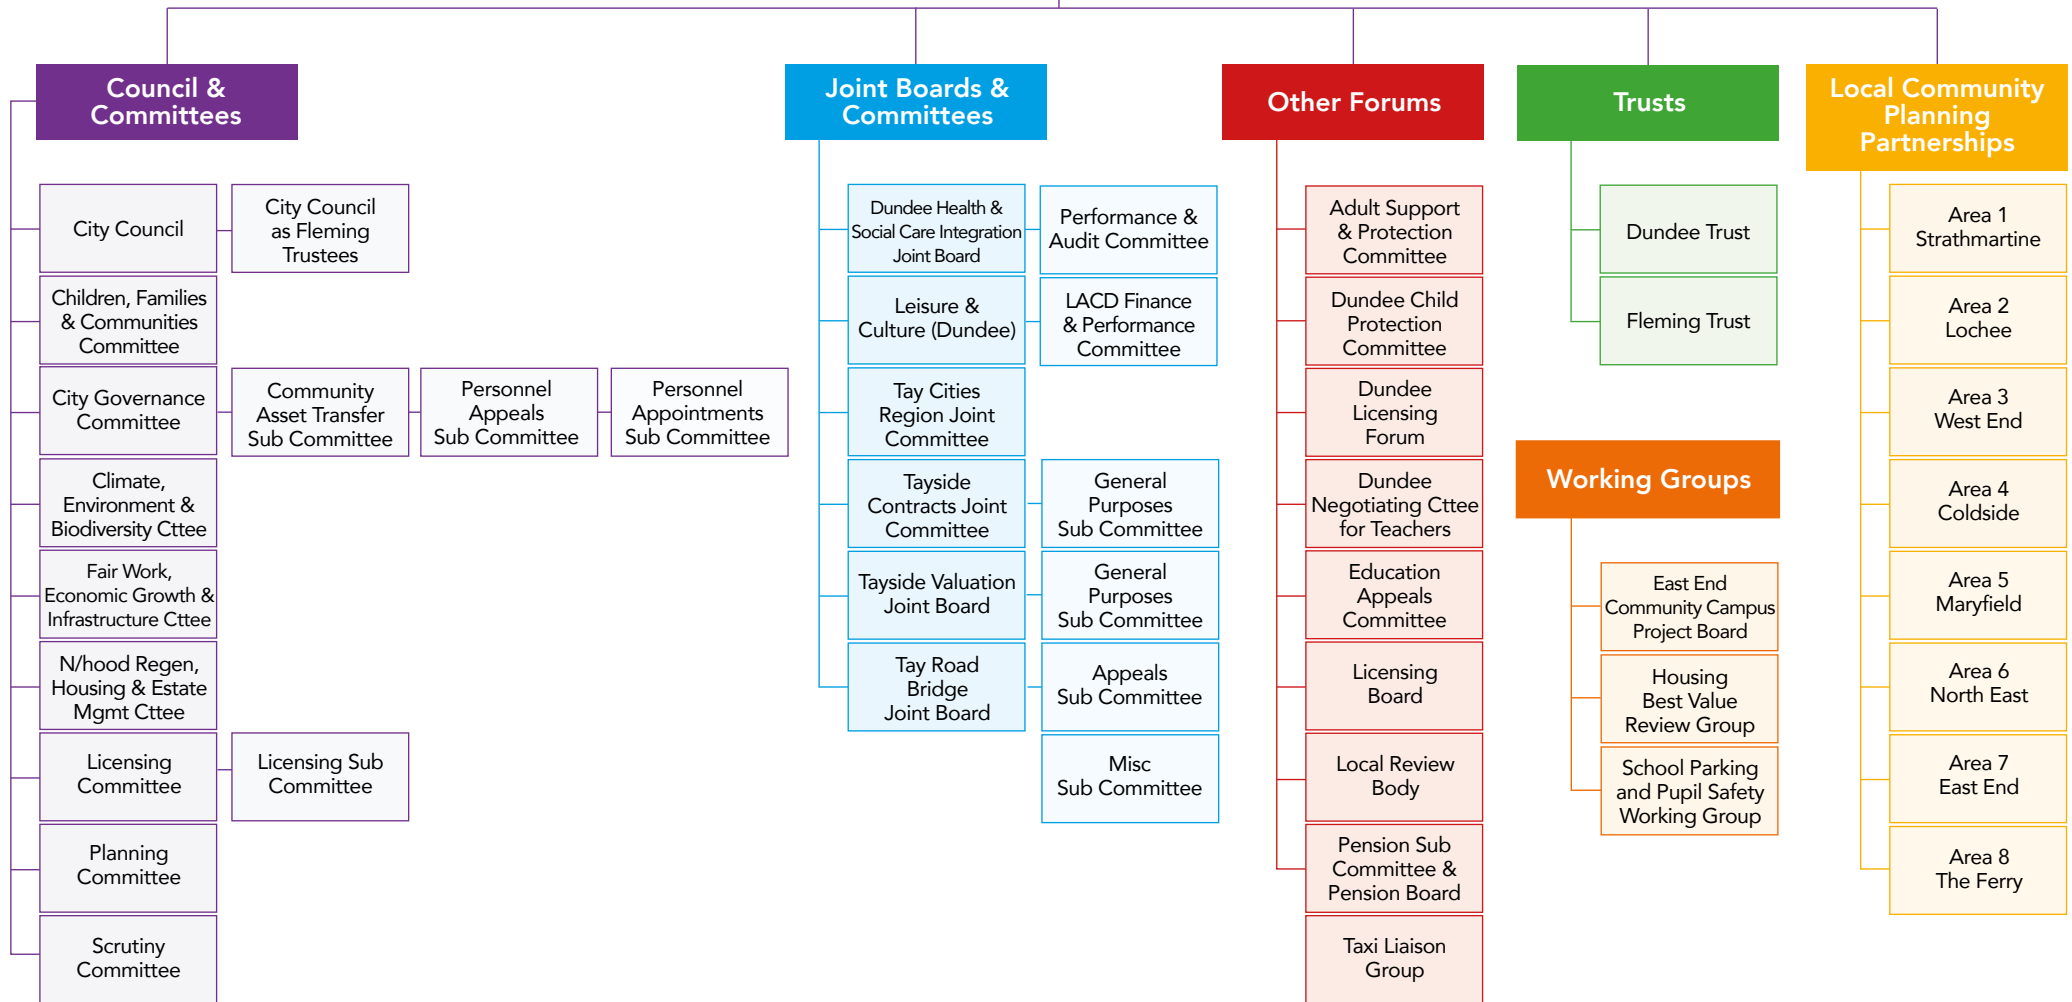 Council &
Committees
City Council
City Council
as Fleming
Trustees
Children, Families
& Communities
Committee
City Governance
Committee
Community
Asset Transfer
Sub Committee
Personnel
Appeals
Sub Committee
Personnel
Appointments
Sub Committee
Climate,
Environment &
Biodiversity Cttee
Fair Work,
Economic Growth &
Infrastructure Cttee
N/hood Regen,
Housing & Estate
Mgmt Cttee
Licensing
Committee
Licensing Sub
Committee
Planning
Committee
Scrutiny
Committee
Joint Boards &
Committees
Dundee Health &
Social Care Integration
Joint Board
Performance &
Audit Committee
Leisure &
Culture (Dundee)
LACD Finance
& Performance
Committee
Tay Cities
Region Joint
Committee
Tayside
Contracts Joint
Committee
General
Purposes
Sub Committee
Tayside Valuation
Joint Board
General
Purposes
Sub Committee
Tay Road
Bridge
Joint Board
Appeals
Sub Committee
Misc
Sub Committee
Other Forums
Adult Support
& Protection
Committee
Dundee Child
Protection
Committee
Dundee
Licensing
Forum
Dundee
Negotiating Cttee
for Teachers
Education
Appeals
Committee
Licensing
Board
Local Review
Body
Pension Sub
Committee &
Pension Board
Taxi Liaison
Group
Trusts
Dundee Trust
Fleming Trust
Working Groups
East End
Community Campus
Project Board
Housing
Best Value
Review Group
School Parking
and Pupil Safety
Working Group
Local Community
Planning
Partnerships
Area 1
Strathmartine
Area 2
Lochee
Area 3
West End
Area 4
Coldside
Area 5
Maryfield
Area 6
North East
Area 7
East End
Area 8
The Ferry